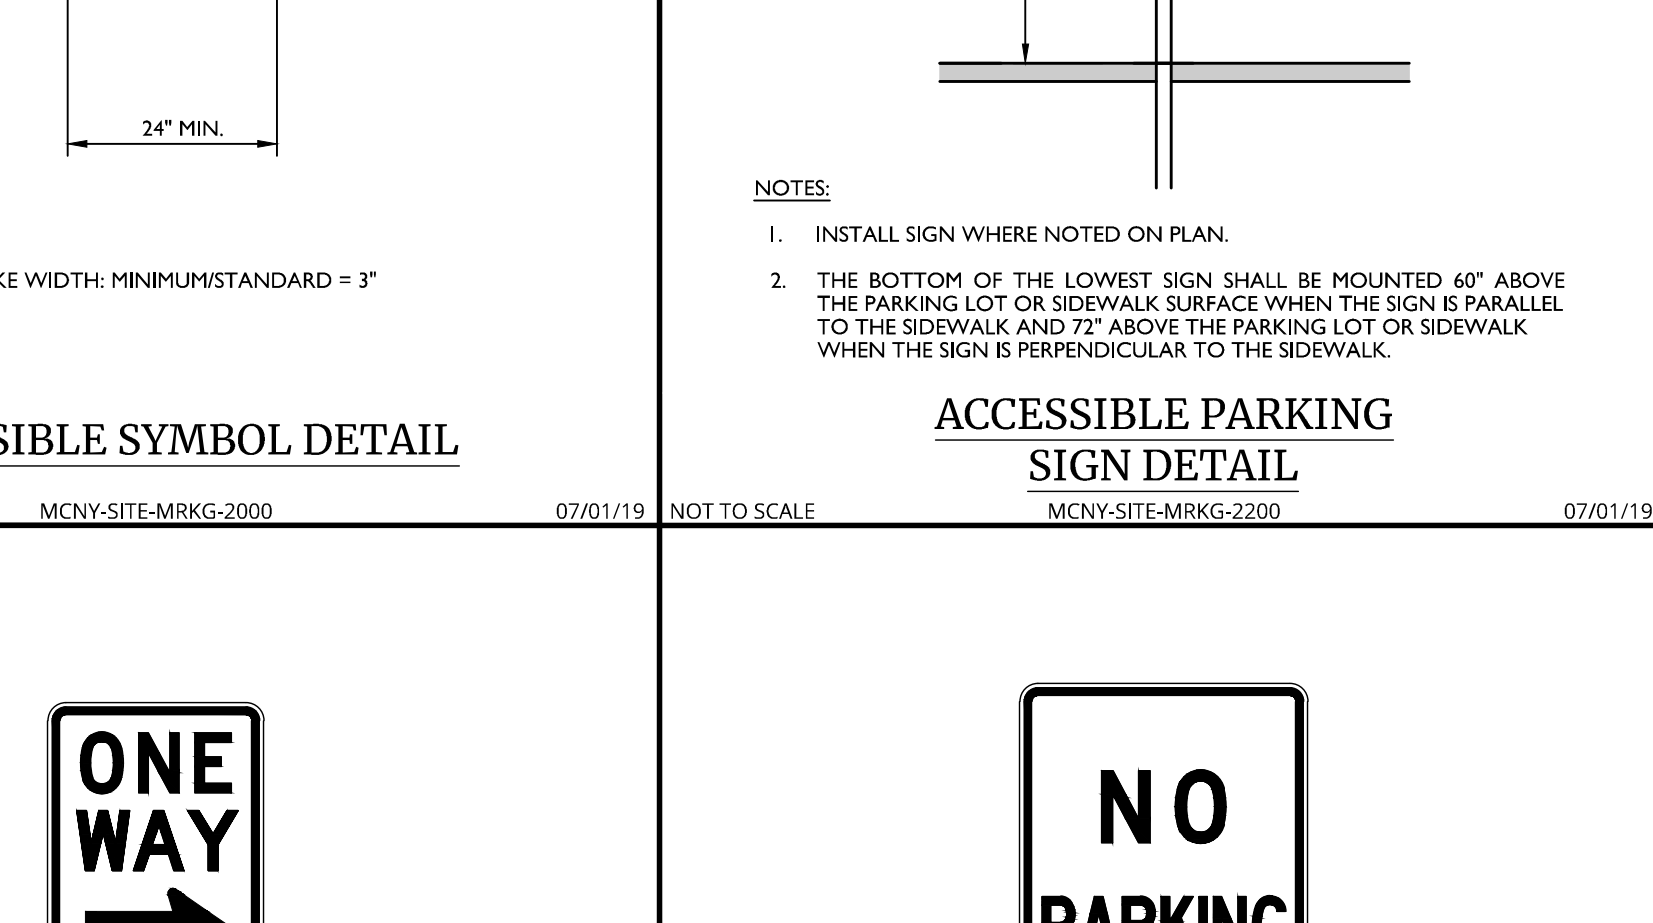 24" MIN.
KE WIDTH: MINIMUM/STANDARD = 3"
SIBLE SYMBOL DETAIL
MCNY-SITE-MRKG-2000
07/01/19
NOTES:
1. INSTALL SIGN WHERE NOTED ON PLAN.
2. THE BOTTOM OF THE LOWEST SIGN SHALL BE MOUNTED 60" ABOVE
THE PARKING LOT OR SIDEWALK SURFACE WHEN THE SIGN IS PARALLEL
TO THE SIDEWALK AND 72" ABOVE THE PARKING LOT OR SIDEWALK
WHEN THE SIGN IS PERPENDICULAR TO THE SIDEWALK.
ACCESSIBLE PARKING
SIGN DETAIL
NOT TO SCALE
MCNY-SITE-MRKG-2200
07/01/19
ONE
WAY
NO
PARKING